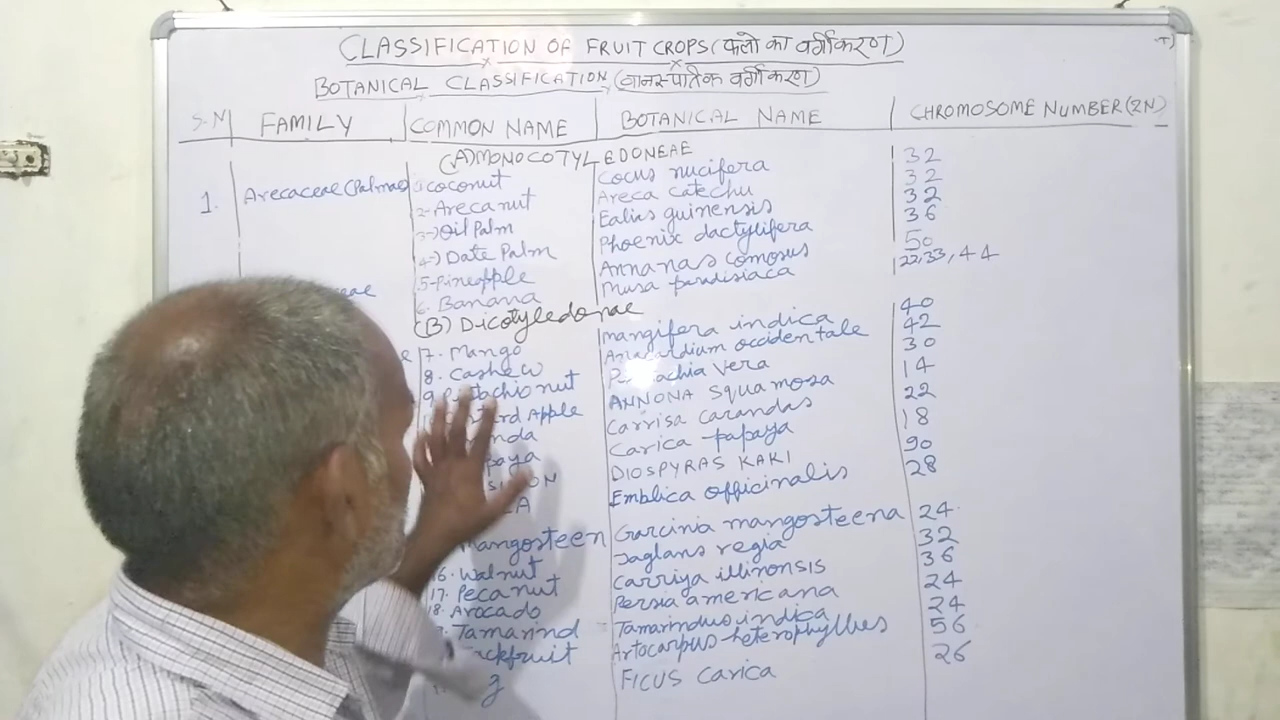 CLASSIFICATION OF FRUIT CROPS (फलो का वर्गीकरण)
BOTANICAL CLASSIFICATION (वानस्पतिक वर्गीकरण)
S.N FAMILY COMMON NAME BOTANICAL NAME CHROMOSOME NUMBER (2N)
(A) MONOCOTYLEDONEAE
1. Arecaceae (Palmae) coconut Cocus nucifera 32
2- Areca nut Areca catechu 32
3-) Oil Palm Ealias guinensis 32
4-) Date Palm Phoenix dactylifera 36
5- Pineapple Annanas comosus 50
6. Banana Musa paradisiaca 22, 33, 44
(B) Dicotyledonae
7. Mango mangifera indica 40
8. Cashew Anacardium occidentale 42
9. Vera 30
Apple ANNONA Squamosa 14
Carrisa carandas 22
Carica papaya 18
DIOSPYRAS KAKI 90
Emblica officinalis 28
mangosteen Garcinia mangosteena 24
16. Walnut Jaglans regia 32
17. Pecanut Carriya illinonsis 36
18. Avocado Persia americana 24
Tamarind Tamarindus indica 24
Artocarpus heterophyllus 56
FICUS Carica 26